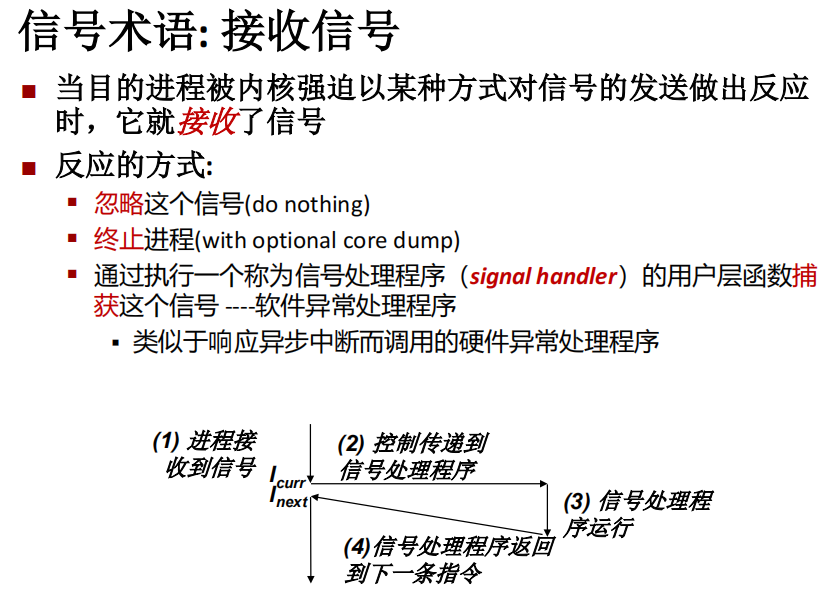 信号术语: 接收信号
■ 当目的进程被内核强迫以某种方式对信号的发送做出反应
时，它就接收了信号
■ 反应的方式:
▪ 忽略这个信号(do nothing)
▪ 终止进程(with optional core dump)
▪ 通过执行一个称为信号处理程序（signal handler）的用户层函数捕
获这个信号 ----软件异常处理程序
▪ 类似于响应异步中断而调用的硬件异常处理程序
(1) 进程接
收到信号
(2) 控制传递到
信号处理程序
Icurr
Inext
(3) 信号处理程
序运行
(4)信号处理程序返回
到下一条指令